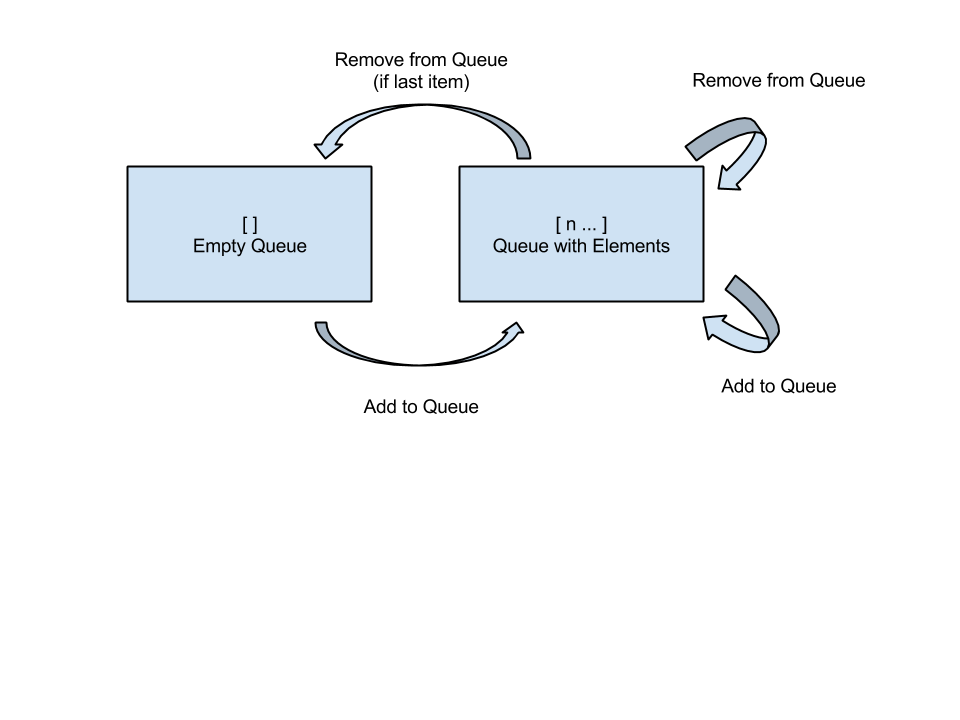 Remove from Queue
(if last item)
Remove from Queue
[ ]
Empty Queue
[ n ... ]
Queue with Elements
Add to Queue
Add to Queue